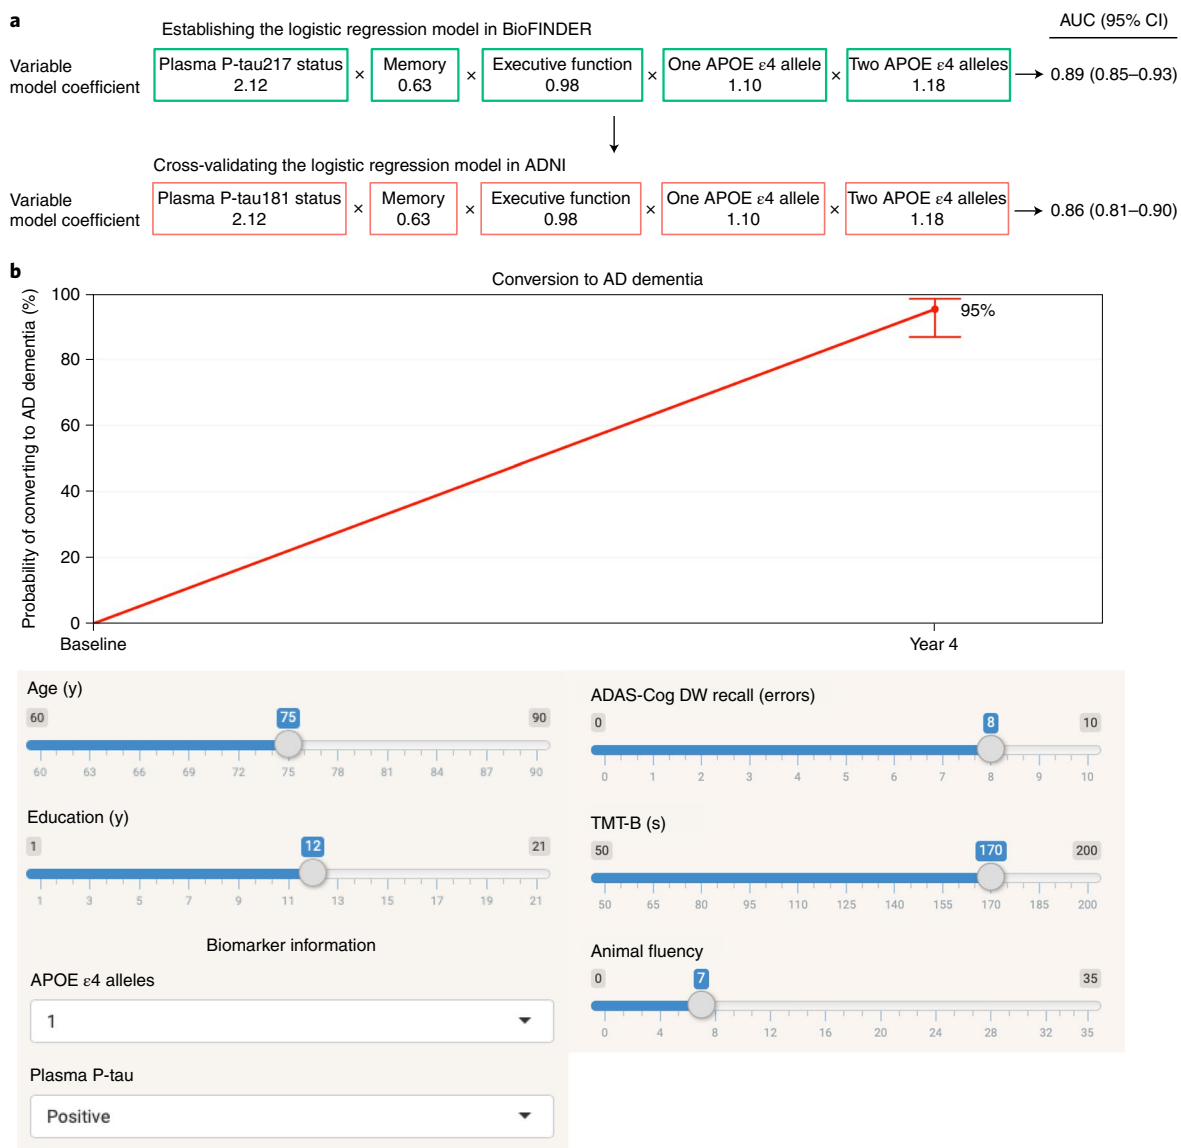 a
Establishing the logistic regression model in BioFINDER
AUC (95% CI)
Variable
model coefficient
Plasma P-tau217 status
2.12
×
Memory
0.63
×
Executive function
0.98
×
One APOE ε4 allele
1.10
×
Two APOE ε4 alleles
1.18
0.89 (0.85–0.93)
Cross-validating the logistic regression model in ADNI
Variable
model coefficient
Plasma P-tau181 status
2.12
×
Memory
0.63
×
Executive function
0.98
×
One APOE ε4 allele
1.10
×
Two APOE ε4 alleles
1.18
0.86 (0.81–0.90)
b
Conversion to AD dementia
Probability of converting to AD dementia (%)
100
80
60
40
20
0
95%
Baseline
Year 4
Age (y)
60
75
90
60 63 66 69 72 75 78 81 84 87 90
Education (y)
1
12
21
1 3 5 7 9 11 13 15 17 19 21
Biomarker information
APOE ε4 alleles
1
Plasma P-tau
Positive
ADAS-Cog DW recall (errors)
0
8
10
0 1 2 3 4 5 6 7 8 9 10
TMT-B (s)
50
170
200
50 65 80 95 110 125 140 155 170 185 200
Animal fluency
0
7
35
0 4 8 12 16 20 24 28 32 35